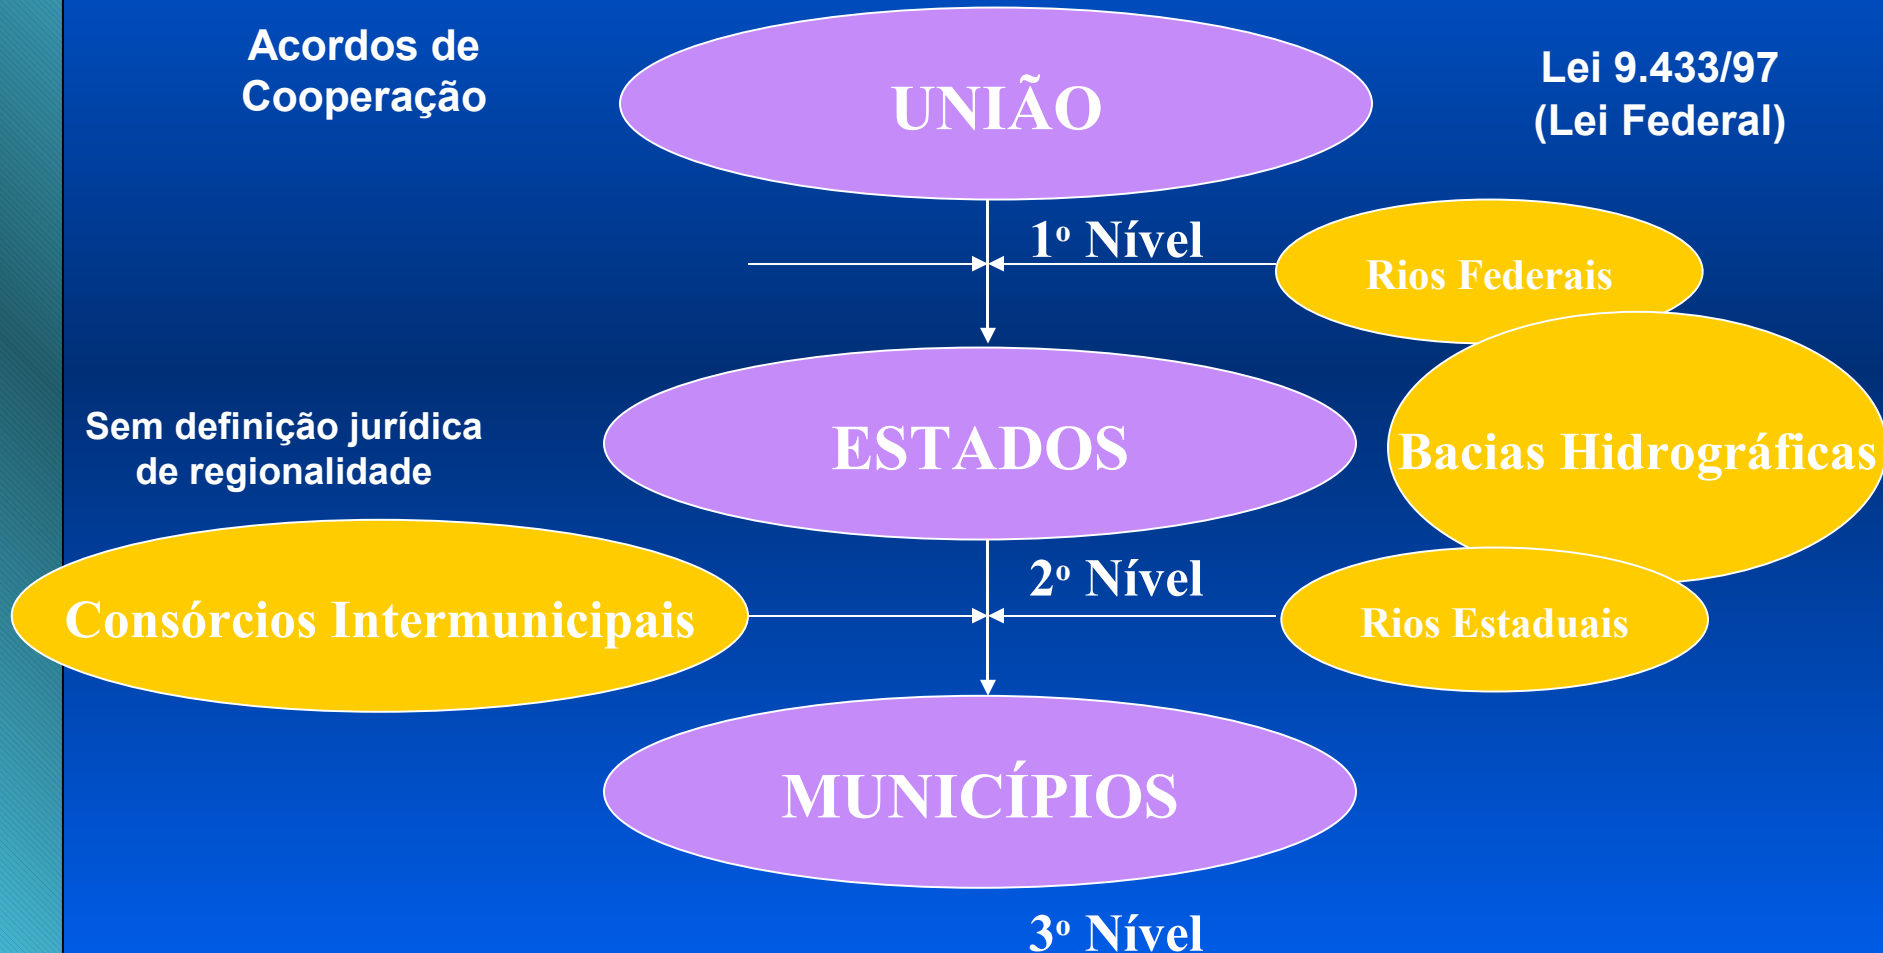 Acordos de
Cooperação
UNIÃO
Lei 9.433/97
(Lei Federal)
1º Nível
Rios Federais
Sem definição jurídica
de regionalidade
ESTADOS
Bacias Hidrográficas
2º Nível
Consórcios Intermunicipais
Rios Estaduais
MUNICÍPIOS
3º Nível